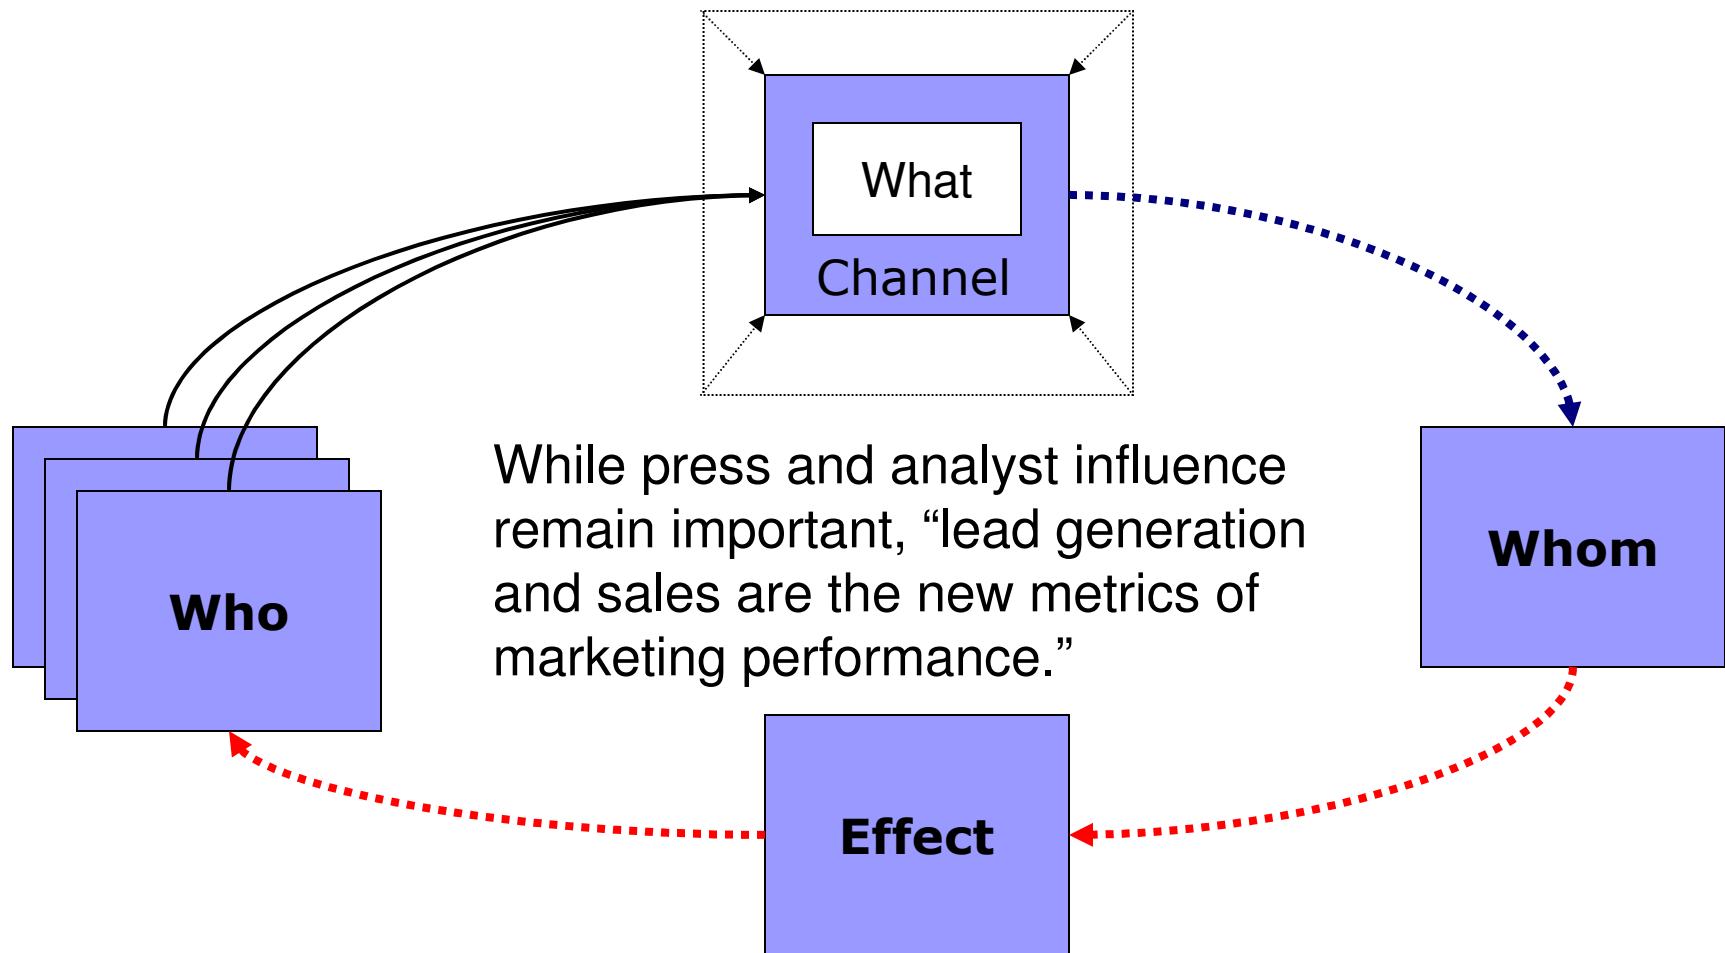 What
Channel
While press and analyst influence
remain important, “lead generation
and sales are the new metrics of
marketing performance.”
Whom
Who
Effect